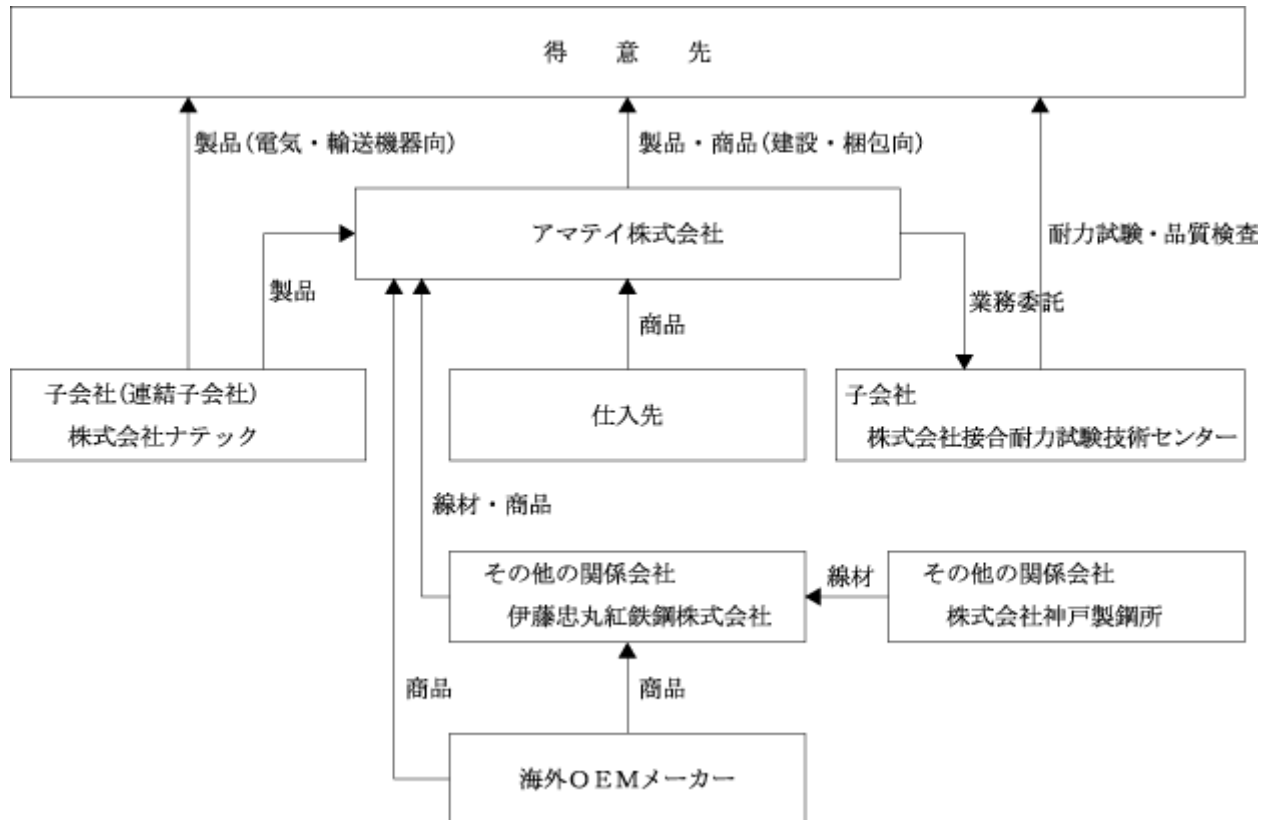 得 意 先
製品(電気・輸送機器向)
製品・商品(建設・梱包向)
アマテイ株式会社
耐力試験・品質検査
製品
商品
業務委託
子会社(連結子会社)
株式会社ナテック
仕入先
子会社
株式会社接合耐力試験技術センター
線材・商品
その他の関係会社
伊藤忠丸紅鉄鋼株式会社
線材
その他の関係会社
株式会社神戸製鋼所
商品
商品
海外OEMメーカー